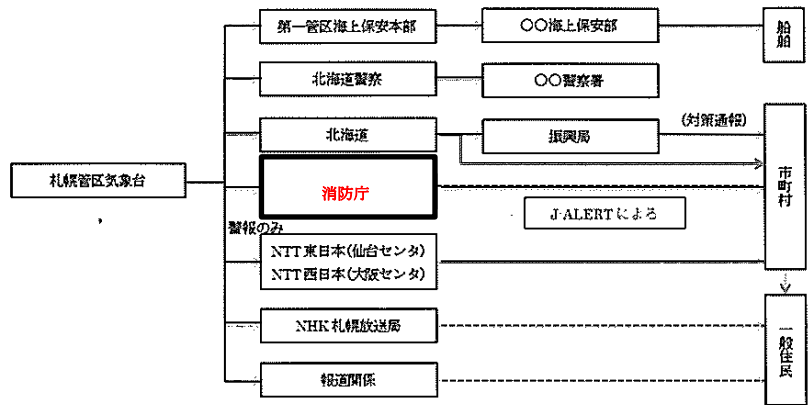 第一管区海上保安本部
〇〇海上保安部
船舶
北海道警察
〇〇警察署
北海道
振興局
(対策通報)
札幌管区気象台
消防庁
市町村
J-ALERTによる
警報のみ
NTT東日本(仙台センタ)
NTT西日本(大阪センタ)
NHK札幌放送局
一般住民
報道関係